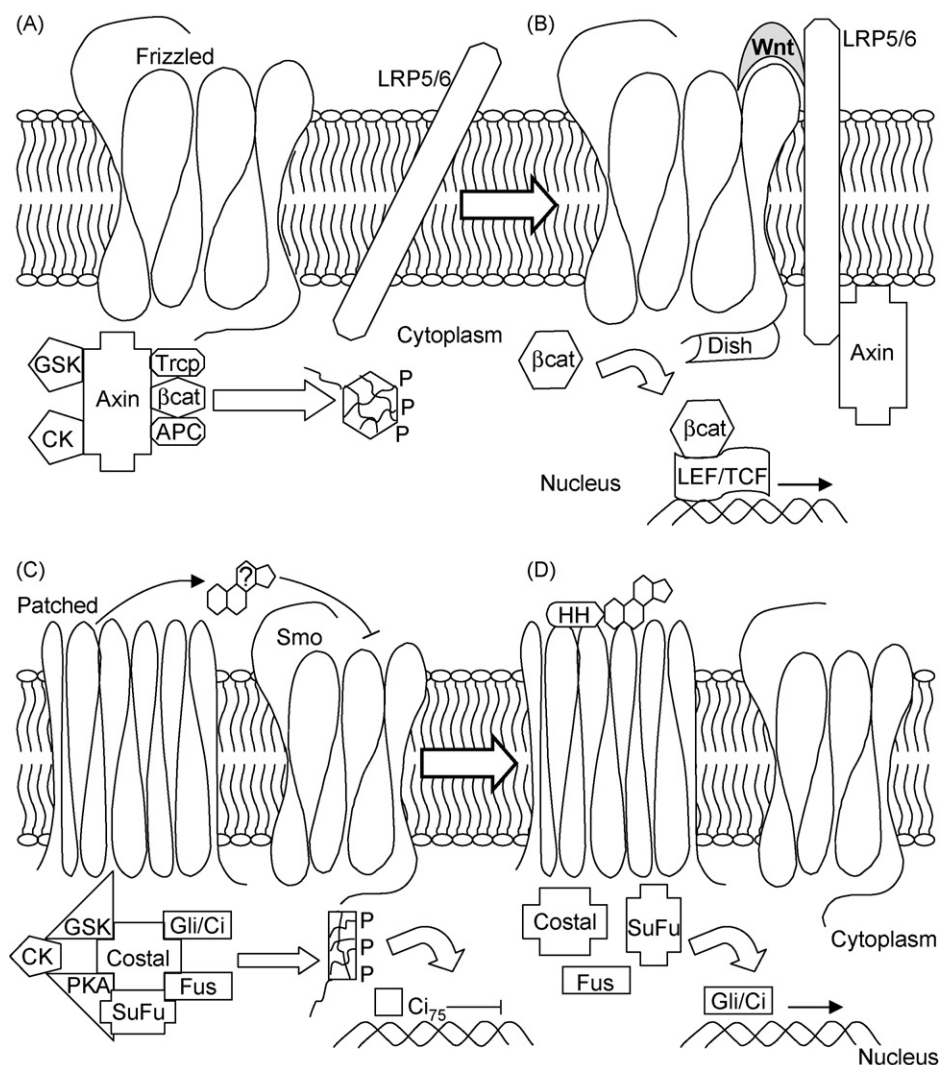 (A)
Frizzled
LRP5/6
Cytoplasm
GSK
Trcp
Axin
βcat
CK
APC
P
P
P
(B)
Wnt
LRP5/6
βcat
Dish
Axin
βcat
LEF/TCF
Nucleus
(C)
Patched
?
Smo
GSK
Gli/Ci
CK
Costal
PKA
Fus
SuFu
P
P
P
Ci75
(D)
HH
Costal
SuFu
Cytoplasm
Fus
Gli/Ci
Nucleus